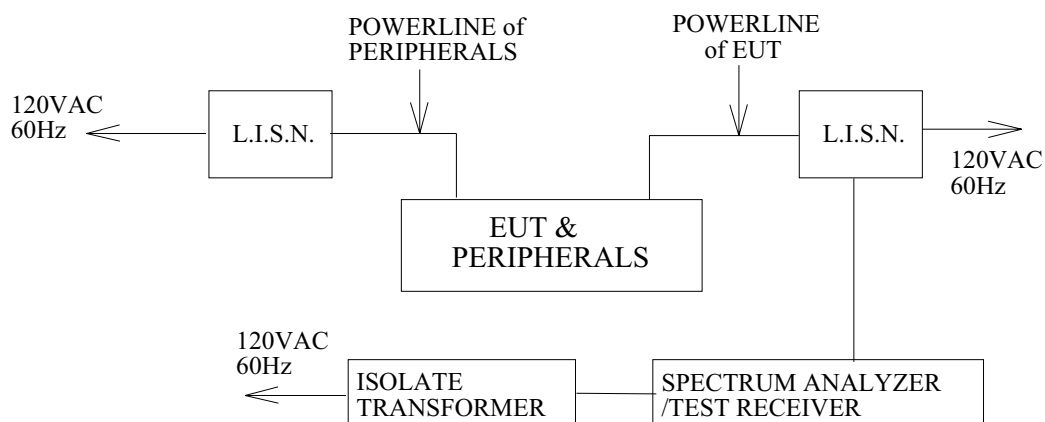 POWERLINE of
PERIPHERALS
POWERLINE
of EUT
120VAC
60Hz
L.I.S.N.
L.I.S.N.
120VAC
60Hz
EUT &
PERIPHERALS
120VAC
60Hz
ISOLATE
TRANSFORMER
SPECTRUM ANALYZER
/TEST RECEIVER